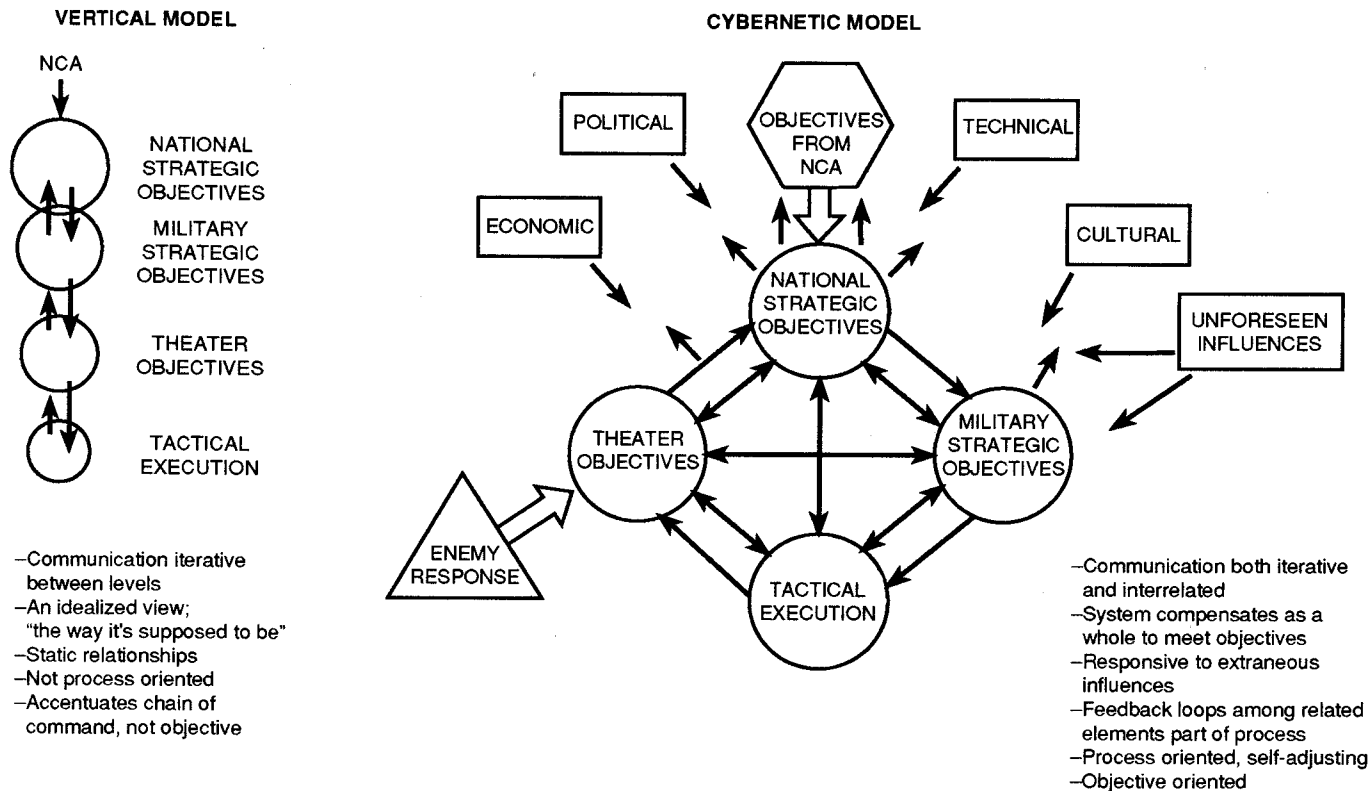 VERTICAL MODEL
NCA
NATIONAL
STRATEGIC
OBJECTIVES
MILITARY
STRATEGIC
OBJECTIVES
THEATER
OBJECTIVES
TACTICAL
EXECUTION
–Communication iterative
between levels
–An idealized view;
“the way it's supposed to be”
–Static relationships
–Not process oriented
–Accentuates chain of
command, not objective
CYBERNETIC MODEL
POLITICAL
OBJECTIVES
FROM
NCA
TECHNICAL
ECONOMIC
CULTURAL
NATIONAL
STRATEGIC
OBJECTIVES
UNFORESEEN
INFLUENCES
THEATER
OBJECTIVES
MILITARY
STRATEGIC
OBJECTIVES
ENEMY
RESPONSE
TACTICAL
EXECUTION
–Communication both iterative
and interrelated
–System compensates as a
whole to meet objectives
–Responsive to extraneous
influences
–Feedback loops among related
elements part of process
–Process oriented, self-adjusting
–Objective oriented